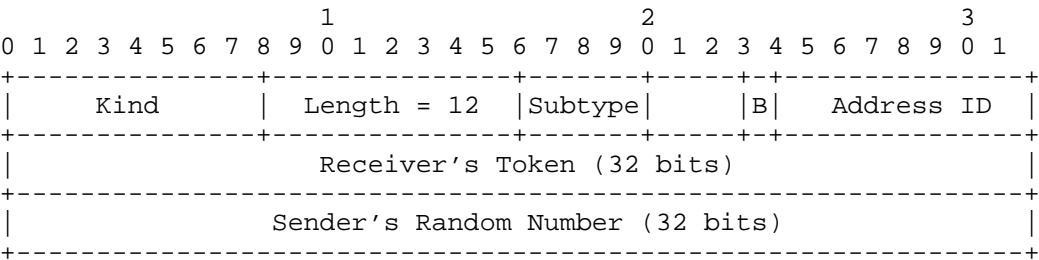 1                   2                   3
0 1 2 3 4 5 6 7 8 9 0 1 2 3 4 5 6 7 8 9 0 1 2 3 4 5 6 7 8 9 0 1
+---------------+---------------+-------+-----+-+---------------+
|     Kind      |  Length = 12  |Subtype|     |B|   Address ID  |
+---------------+---------------+-------+-----+-+---------------+
|                   Receiver's Token (32 bits)                  |
+---------------------------------------------------------------+
|                Sender's Random Number (32 bits)               |
+---------------------------------------------------------------+